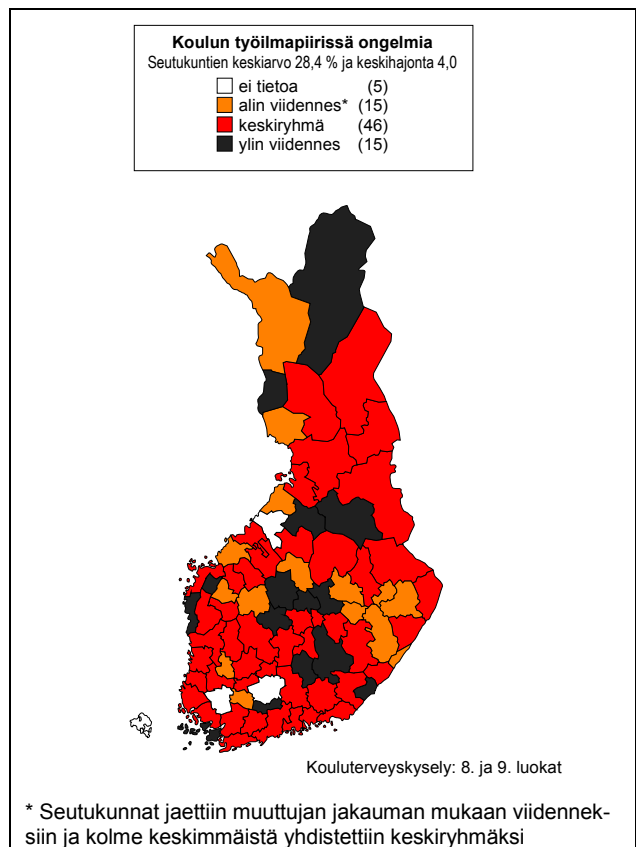 Koulun työilmapiirissä ongelmia
Seutukuntien keskiarvo 28,4 % ja keskihajonta 4,0
ei tietoa (5)
alin viidennes* (15)
keskiryhmä (46)
ylin viidennes (15)
Kouluterveyskysely: 8. ja 9. luokat
* Seutukunnat jaettiin muuttujan jakauman mukaan viidennek-
siin ja kolme keskimmäistä yhdistettiin keskiryhmäksi